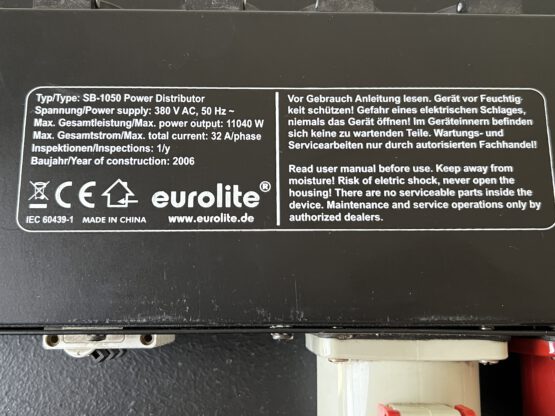 Typ/Type: SB-1050 Power Distributor
Spannung/Power supply: 380 V AC, 50 Hz ~
Max. Gesamtleistung/Max. power output: 11040 W
Max. Gesamtstrom/Max. total current: 32 A/phase
Inspektionen/Inspections: 1/y
Baujahr/Year of construction: 2006
CE eurolite®
IEC 60439-1 MADE IN CHINA www.eurolite.de
Vor Gebrauch Anleitung lesen. Gerät vor Feuchtig
keit schützen! Gefahr eines elektrischen Schlages,
niemals das Gerät öffnen! Im Geräteinnern befinden
sich keine zu wartenden Teile. Wartungs- und
Servicearbeiten nur durch autorisierten Fachhandel!
Read user manual before use. Keep away from
moisture! Risk of eletric shock, never open the
housing! There are no serviceable parts inside the
device. Maintenance and service operations only by
authorized dealers.